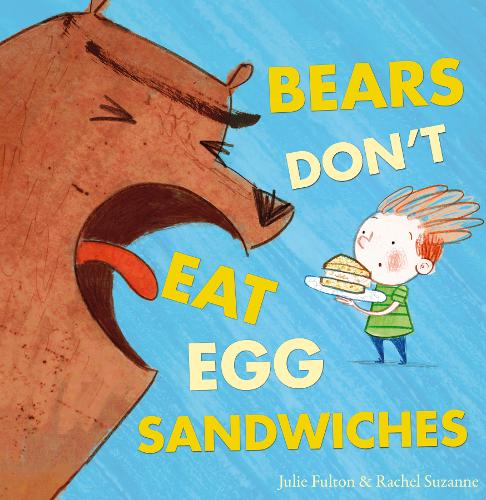 BEARS
DON'T
EAT
EGG
SANDWICHES
Julie Fulton & Rachel Suzanne